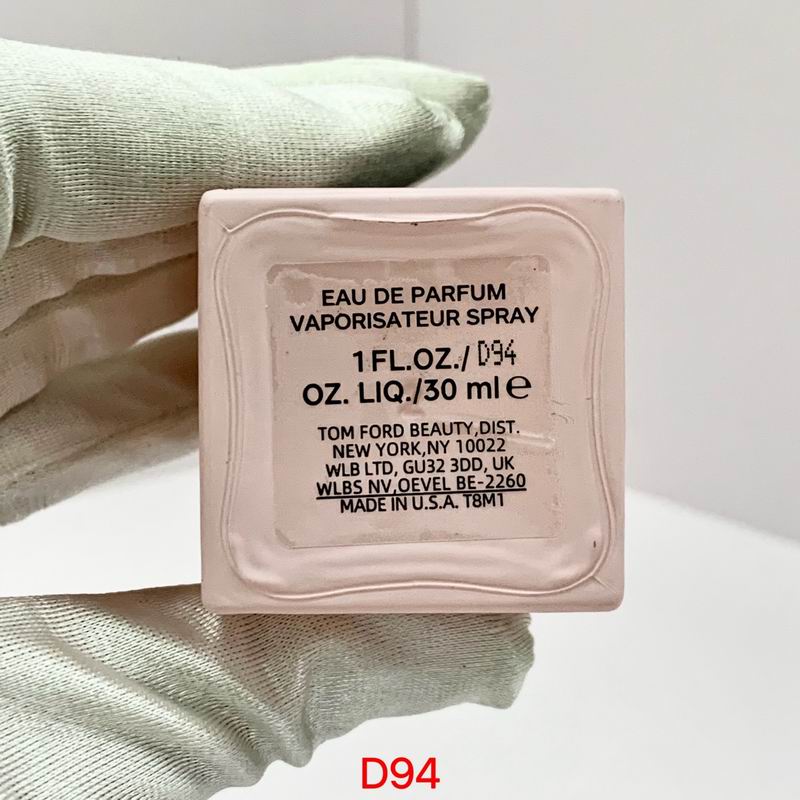 EAU DE PARFUM
VAPORISATEUR SPRAY
1 FL.OZ./ D94
OZ. LIQ./30 ml ℮
TOM FORD BEAUTY,DIST.
NEW YORK,NY 10022
WLB LTD, GU32 3DD, UK
WLBS NV,OEVEL BE-2260
MADE IN U.S.A. T8M1
D94